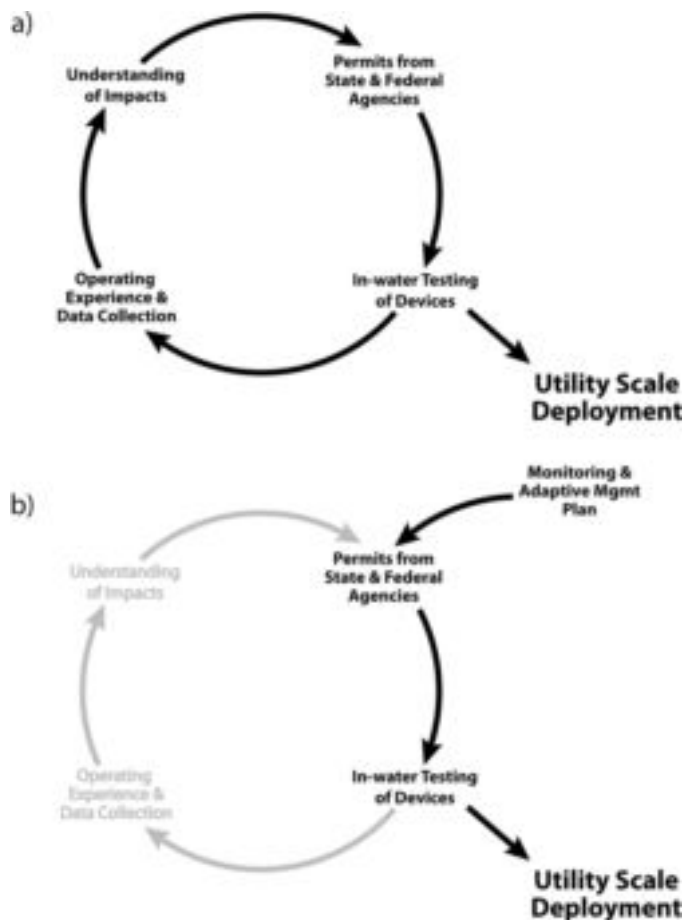 a)
Understanding
of Impacts
Permits from
State & Federal
Agencies
Operating
Experience &
Data Collection
In-water Testing
of Devices
Utility Scale
Deployment
b)
Monitoring &
Adaptive Mgmt
Plan
Understanding
of Impacts
Permits from
State & Federal
Agencies
Operating
Experience &
Data Collection
In-water Testing
of Devices
Utility Scale
Deployment